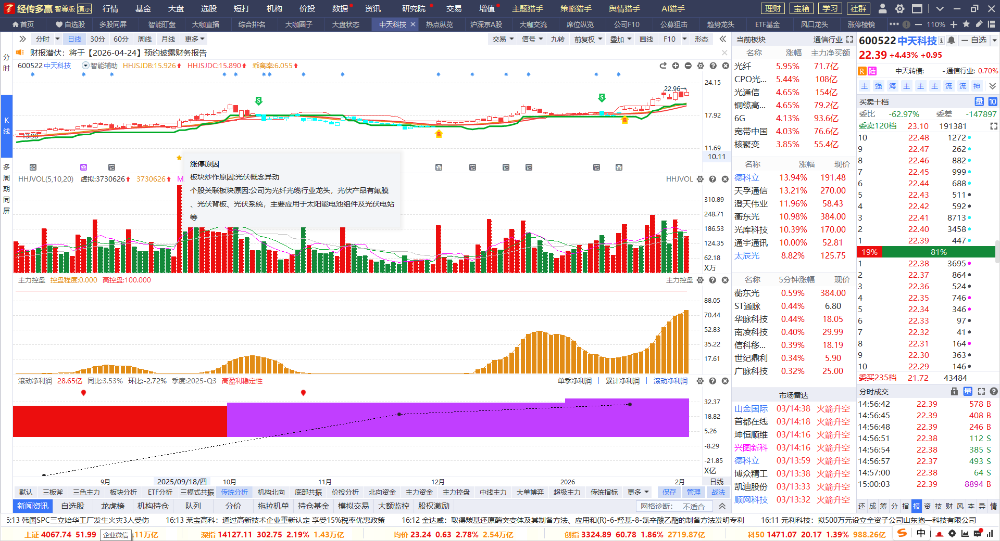 经传多赢 智尊版 演示 行情 基金 大盘 选股 短打 机构 价投 数据 资讯 研究院 交易 增值 主题猎手 策略猎手 舆情猎手 AI猎手 理财 宝箱 学习 社群
首页 自选股 多股同屏 智能盯盘 大咖直播 综合排名 大咖圈子 大盘状态 中天科技 热点纵览 沪深京A股 大咖交流 席位纵览 公司F10 公募狙击 趋势龙头 ETF基金 风口龙头 涨停棱镜 110%
分时 日线 30分 60分 周线 月线 更多 交易 信号 九转 前复权 叠加 画线 F10 形态
财报潜伏：将于【2026-04-24】预约披露财务报告
600522 中天科技 智能辅助 HHJSJDB:15.926 HHJSJDC:15.890 乖离率:6.055
分时
K线
多周期同屏
24.15
22.96
17.92
11.69
10.11
S
S
B
B
涨停原因
板块炒作原因:光伏概念异动
个股关联板块原因:公司为光纤光缆行业龙头，光伏产品有氟膜
、光伏背板、光伏系统，主要应用于太阳能电池组件及光伏电站
等
HHJVOL(5,10,20) 虚拟:3730626 3730626 HHJVOL
310.89
248.71
186.53
124.35
62.18
X万
主力控盘 控盘程度:0.000 高控盘:100.000 主力控盘
88.05
70.44
52.83
35.22
17.61
滚动净利润 28.65亿 同比:3.53% 环比:-2.72% 季度:2025-Q3 高盈利稳定性 单季净利润 累计净利润 滚动净利润
32.37
18.82
5.26
-8.29
-21.85
X亿
9月 2025/09/18/四 10月 11月 12月 2026 2月 日线
默认 三板斧 三色主力 板块分析 ETF分析 三模式共振 传统分析 机构北向 底部共振 价投分析 北向资金 主力资金 主力控盘 中线主力 大单博弈 超级主力 传统指标 更多 保存 管理 战法
新闻资讯 自选股 龙虎榜 机构持仓 队列 分价 拖拉机单 持仓基金 模拟交易 大额监控 股权激励 网格诊断： 不适合
当前板块 通信行业
名称 涨幅 主力净买额
光纤 5.95% 71.7亿
CPO光... 5.44% 108亿
光通信 4.65% 154亿
铜缆高... 4.65% 79.2亿
6G 4.13% 93.6亿
宽带中国 4.03% 76.6亿
核聚变 3.85% 55.4亿
名称 涨幅 现价
德科立 13.94% 191.48
天孚通信 13.21% 270.00
澄天伟业 11.96% 58.43
衡东光 10.98% 384.00
光库科技 10.39% 170.00
通宇通讯 10.00% 52.81
太辰光 8.82% 125.75
名称 5分钟涨幅 现价
衡东光 0.59% 384.00
ST通脉 0.44% 6.80
华脉科技 0.44% 18.05
南凌科技 0.40% 29.99
信科移... 0.39% 18.19
世纪鼎利 0.34% 5.90
广脉科技 0.32% 25.00
市场雷达
山金国际 03/14:38 火箭升空
首都在线 03/14:18 火箭升空
坤恒顺维 03/14:16 火箭升空
兴图新科 03/14:16 火箭升空
德科立 03/13:59 火箭升空
博众精工 03/13:38 火箭升空
凯迪股份 03/13:33 火箭升空
顺网科技 03/13:32 火箭升空
600522 中天科技 自选
22.39 +4.43% +0.95
R 陆 中天转债: - 通信行业: 0.70%
主 强 海 主 主 主 流 流 神
买卖十档 量 10
委比 -62.97% 委差 -147897
委卖120档 23.10 191381
10 22.48 1272
9 22.47 262
8 22.46 882
7 22.45 999
6 22.44 688
5 22.43 511
4 22.42 592
3 22.41 8713
2 22.40 3458
1 22.39 447
19% 81%
1 22.38 3695
2 22.37 864
3 22.36 524
4 22.35 746
5 22.34 346
6 22.33 97
7 22.32 41
8 22.31 164
9 22.30 363
10 22.29 146
委买235档 21.72 43484
分时成交 量
14:56:42 22.39 578 B
14:56:45 22.39 408 B
14:56:48 22.39 246 B
14:56:51 22.38 112 S
14:56:54 22.38 385 S
14:56:57 22.37 493 S
14:57:00 22.38 64 S
15:00:03 22.39 8894 B
还 成 筹 分 指 报 资 技 财 风 本 异 情
6:13 韩国SPC三立始华工厂发生火灾3人受伤 16:13 莱宝高科：通过高新技术企业重新认定 享受15%税率优惠政策 16:12 金达威：取得羰基还原酶突变体及其制备方法、应用和(R)-6-羟基-8-氯辛酸乙酯的制备方法发明专利 16:11 元利科技：拟500万元设立全资子公司山东抱一科技有限公司
上证 4067.74 51.99 企业微信 11万亿 深指 14127.11 302.75 2.19% 1.43万亿 均价 23.24 0.63 2.78% 2.54万亿 创指 3324.89 60.78 1.86% 2719.87亿 科50 1471.07 20.17 1.39% 988.26亿 中